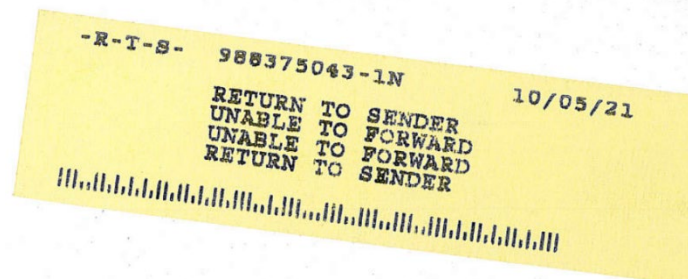 -R-T-S- 988375043-1N 10/05/21
RETURN TO SENDER
UNABLE TO FORWARD
UNABLE TO FORWARD
RETURN TO SENDER